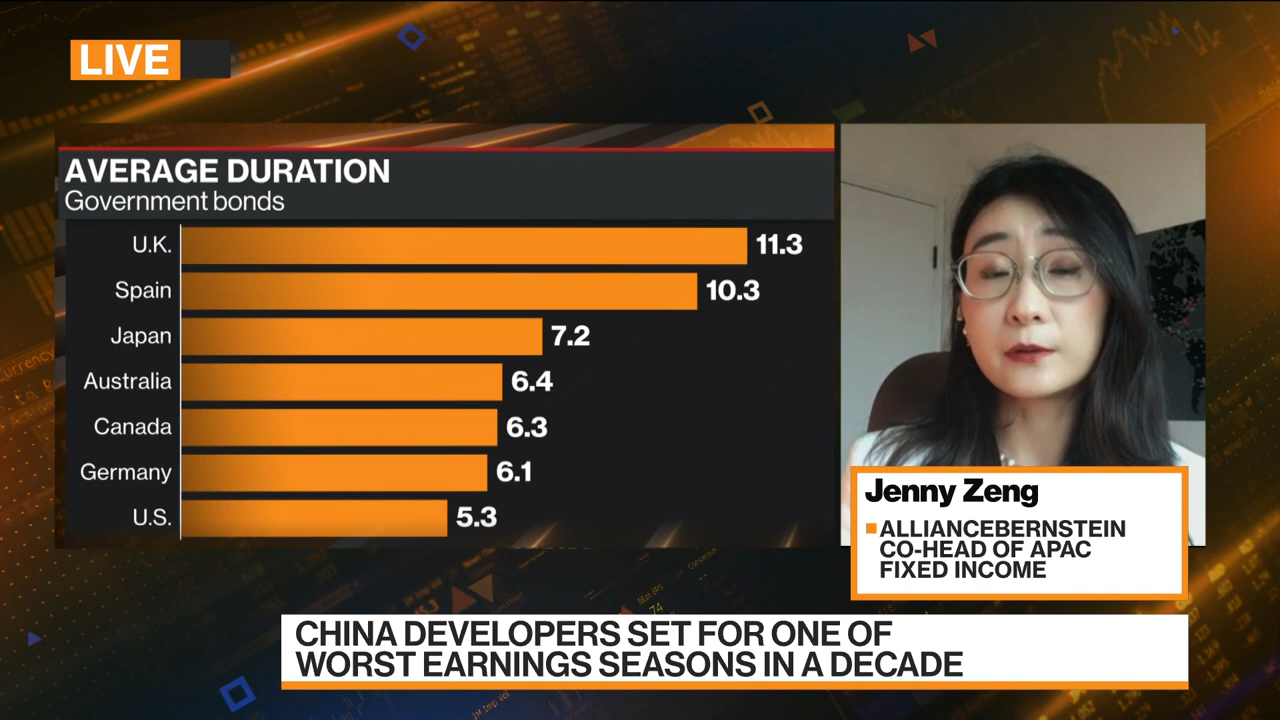 LIVE
AVERAGE DURATION
Government bonds
U.K. 11.3
Spain 10.3
Japan 7.2
Australia 6.4
Canada 6.3
Germany 6.1
U.S. 5.3
Jenny Zeng
ALLIANCEBERNSTEIN
CO-HEAD OF APAC
FIXED INCOME
CHINA DEVELOPERS SET FOR ONE OF
WORST EARNINGS SEASONS IN A DECADE